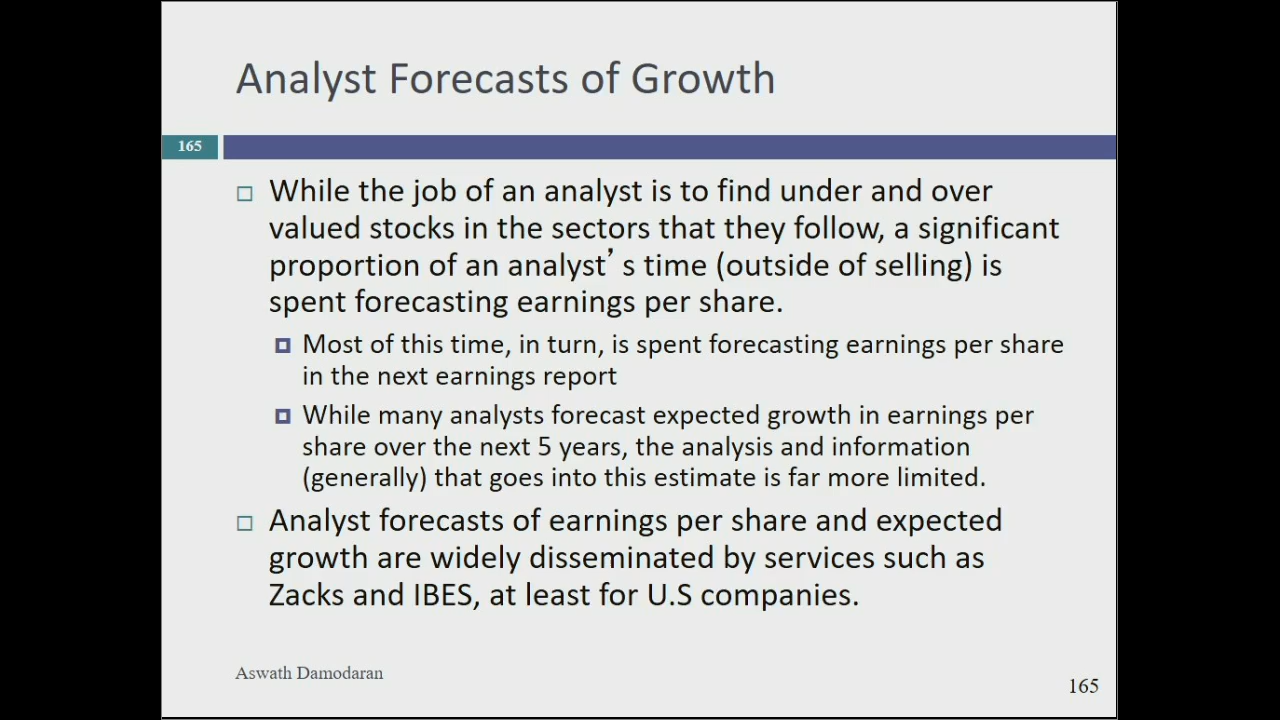 Analyst Forecasts of Growth
165
While the job of an analyst is to find under and over
valued stocks in the sectors that they follow, a significant
proportion of an analyst’ s time (outside of selling) is
spent forecasting earnings per share.
Most of this time, in turn, is spent forecasting earnings per share
in the next earnings report
While many analysts forecast expected growth in earnings per
share over the next 5 years, the analysis and information
(generally) that goes into this estimate is far more limited.
Analyst forecasts of earnings per share and expected
growth are widely disseminated by services such as
Zacks and IBES, at least for U.S companies.
Aswath Damodaran
165